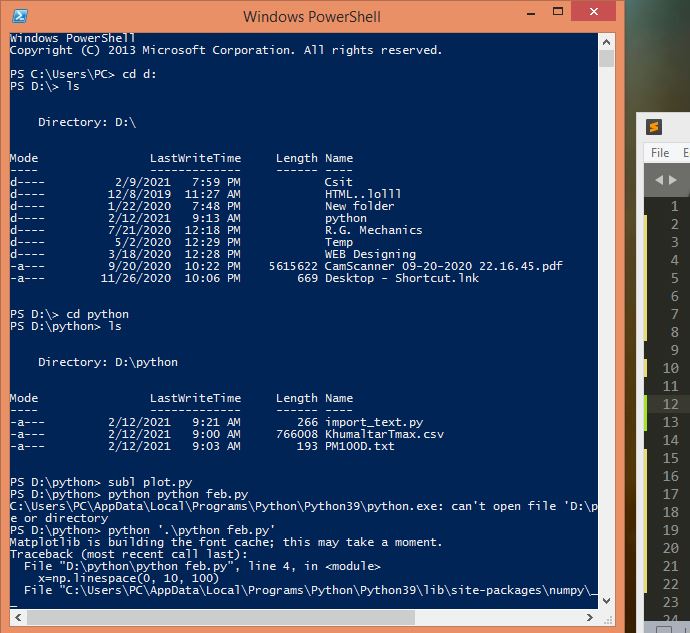 Windows PowerShell
Windows PowerShell
Copyright (C) 2013 Microsoft Corporation. All rights reserved.
PS C:\Users\PC> cd d:
PS D:\> ls
Directory: D:\
Mode LastWriteTime Length Name
---- ------------- ------ ----
d---- 2/9/2021 7:59 PM Csit
d---- 12/8/2019 11:27 AM HTML..lolll
d---- 1/22/2020 7:48 PM New folder
d---- 2/12/2021 9:13 AM python
d---- 7/21/2020 12:18 PM R.G. Mechanics
d---- 5/2/2020 12:29 PM Temp
d---- 3/18/2020 12:28 PM WEB Designing
-a--- 9/20/2020 10:22 PM 5615622 CamScanner 09-20-2020 22.16.45.pdf
-a--- 11/26/2020 10:06 PM 669 Desktop - Shortcut.lnk
PS D:\> cd python
PS D:\python> ls
Directory: D:\python
Mode LastWriteTime Length Name
---- ------------- ------ ----
-a--- 2/12/2021 9:21 AM 266 import_text.py
-a--- 2/12/2021 9:00 AM 766008 KhumaltarTmax.csv
-a--- 2/12/2021 9:03 AM 193 PM100D.txt
PS D:\python> subl plot.py
PS D:\python> python python feb.py
C:\Users\PC\AppData\Local\Programs\Python\Python39\python.exe: can't open file 'D:\p
e or directory
PS D:\python> python '.\python feb.py'
Matplotlib is building the font cache; this may take a moment.
Traceback (most recent call last):
File "D:\python\python feb.py", line 4, in <module>
x=np.linespace(0, 10, 100)
File "C:\Users\PC\AppData\Local\Programs\Python\Python39\lib\site-packages\numpy\_
_
File E
1
2
3
4
5
6
7
8
9
10
11
12
13
14
15
16
17
18
19
20
21
22
23
24